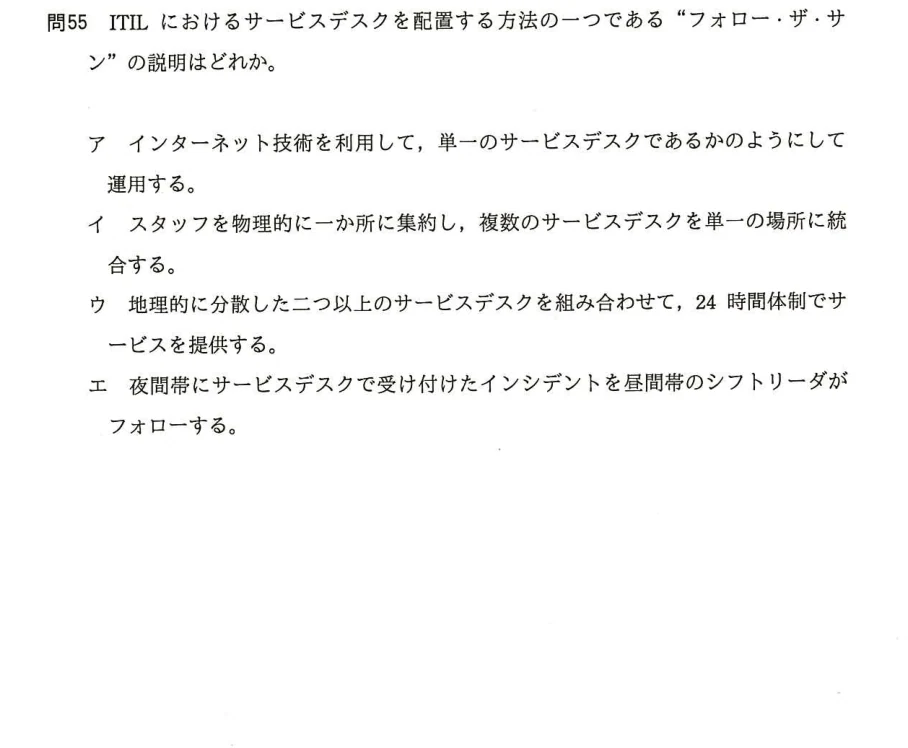 問55 ITIL におけるサービスデスクを配置する方法の一つである“フォロー・ザ・サ
ン”の説明はどれか。
ア インターネット技術を利用して，単一のサービスデスクであるかのようにして
運用する。
イ スタッフを物理的に一か所に集約し，複数のサービスデスクを単一の場所に統
合する。
ウ 地理的に分散した二つ以上のサービスデスクを組み合わせて，24 時間体制でサ
ービスを提供する。
エ 夜間帯にサービスデスクで受け付けたインシデントを昼間帯のシフトリーダが
フォローする。